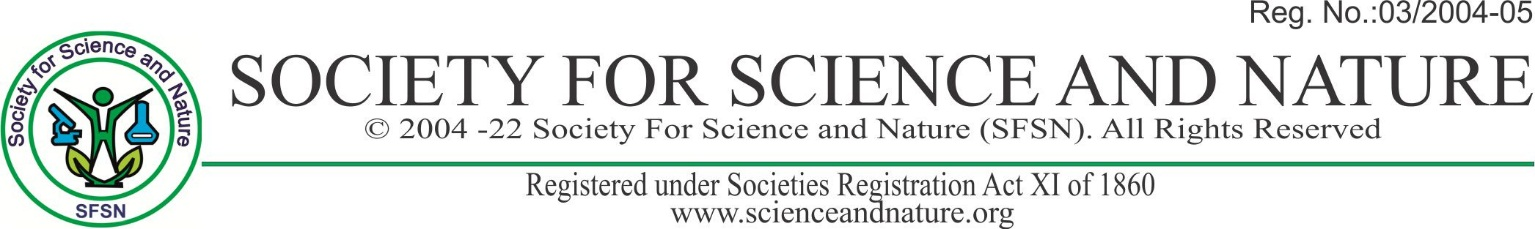 Reg. No.:03/2004-05
Society for Science and Nature
SFSN
SOCIETY FOR SCIENCE AND NATURE
© 2004 -22 Society For Science and Nature (SFSN). All Rights Reserved
Registered under Societies Registration Act XI of 1860
www.scienceandnature.org